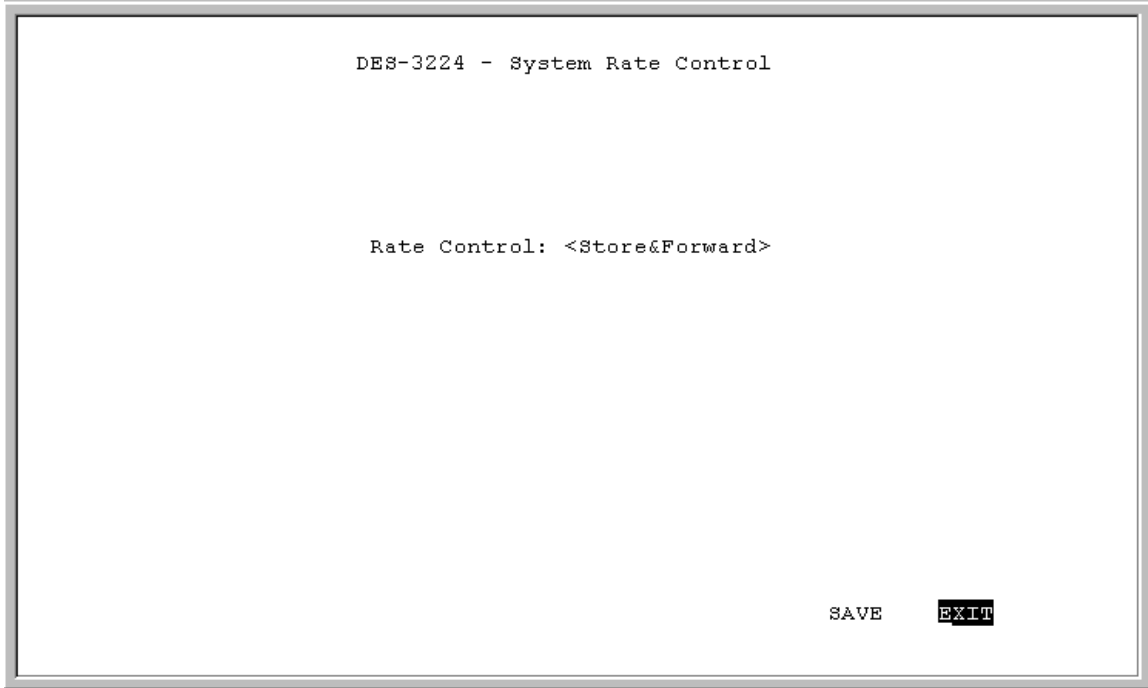 DES-3224 - System Rate Control
Rate Control: <Store&Forward>
SAVE EXIT